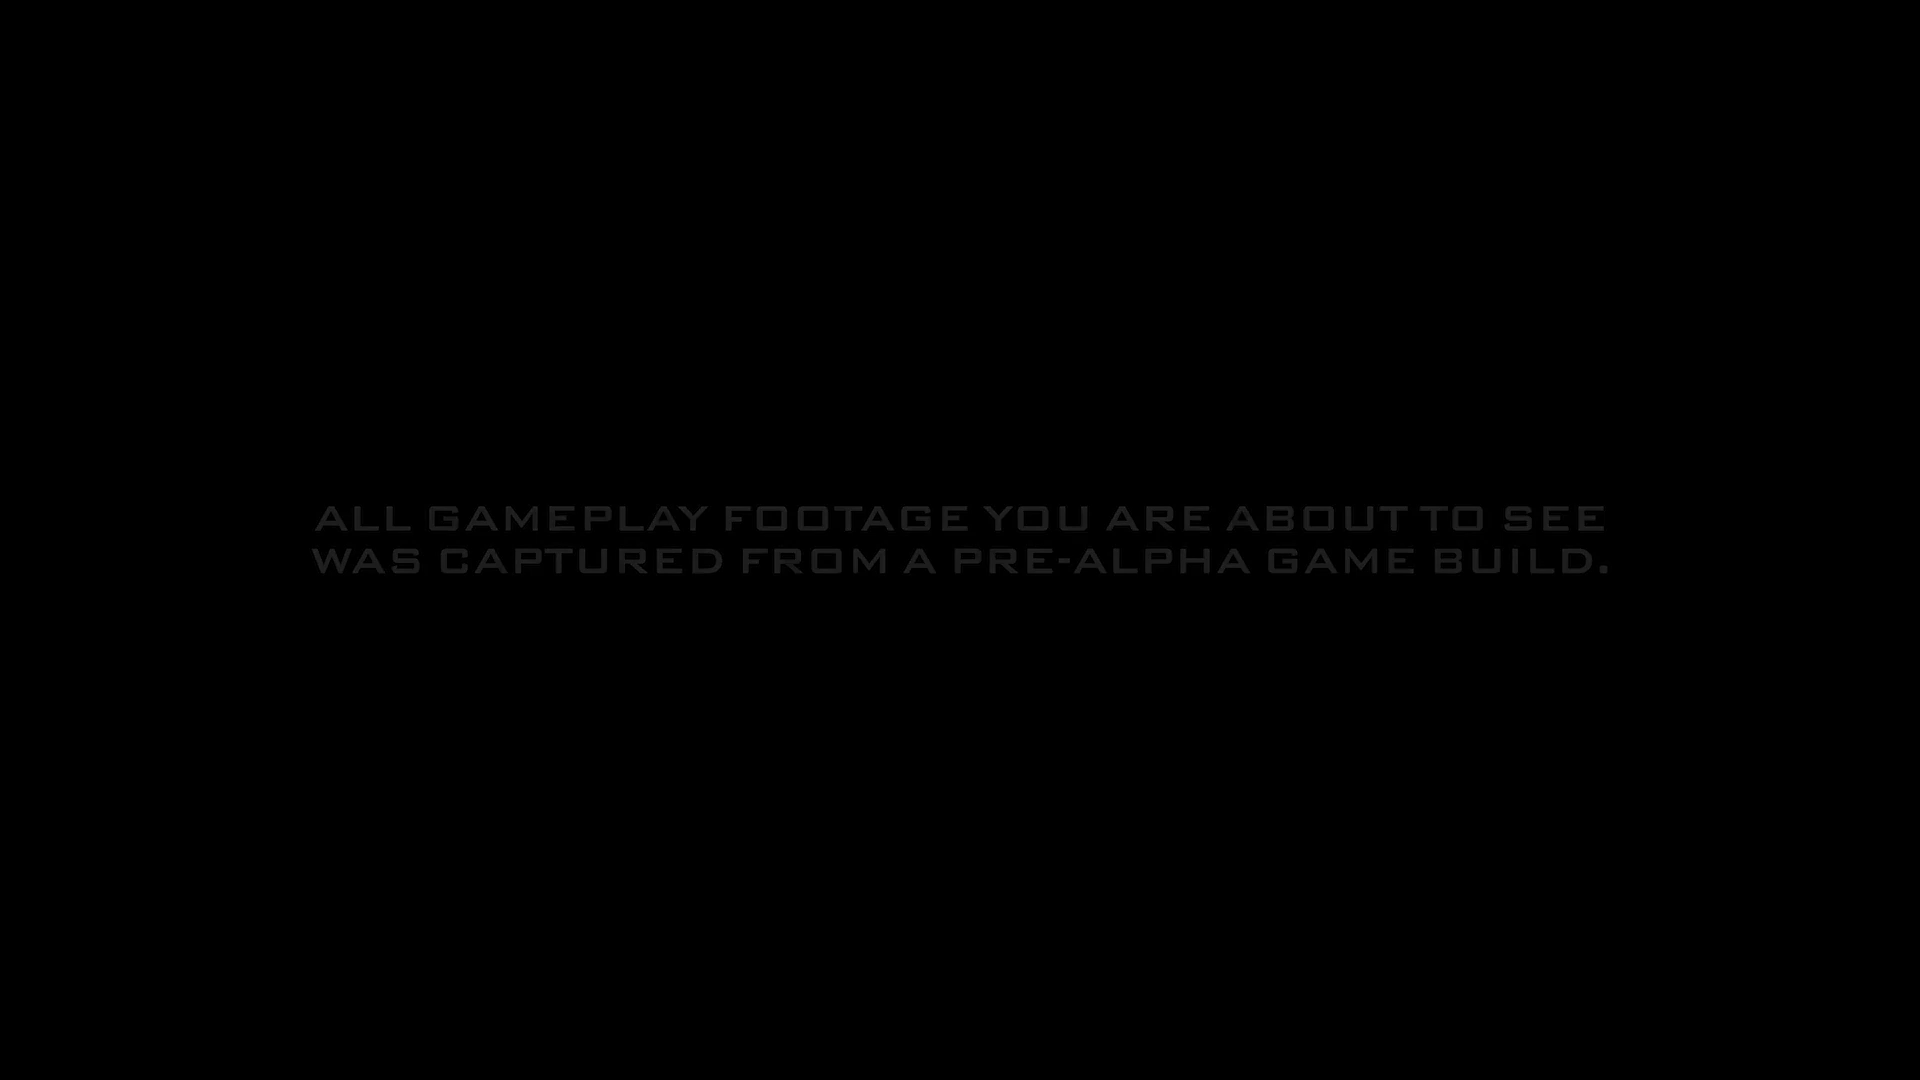 ALL GAMEPLAY FOOTAGE YOU ARE ABOUT TO SEE
WAS CAPTURED FROM A PRE-ALPHA GAME BUILD.